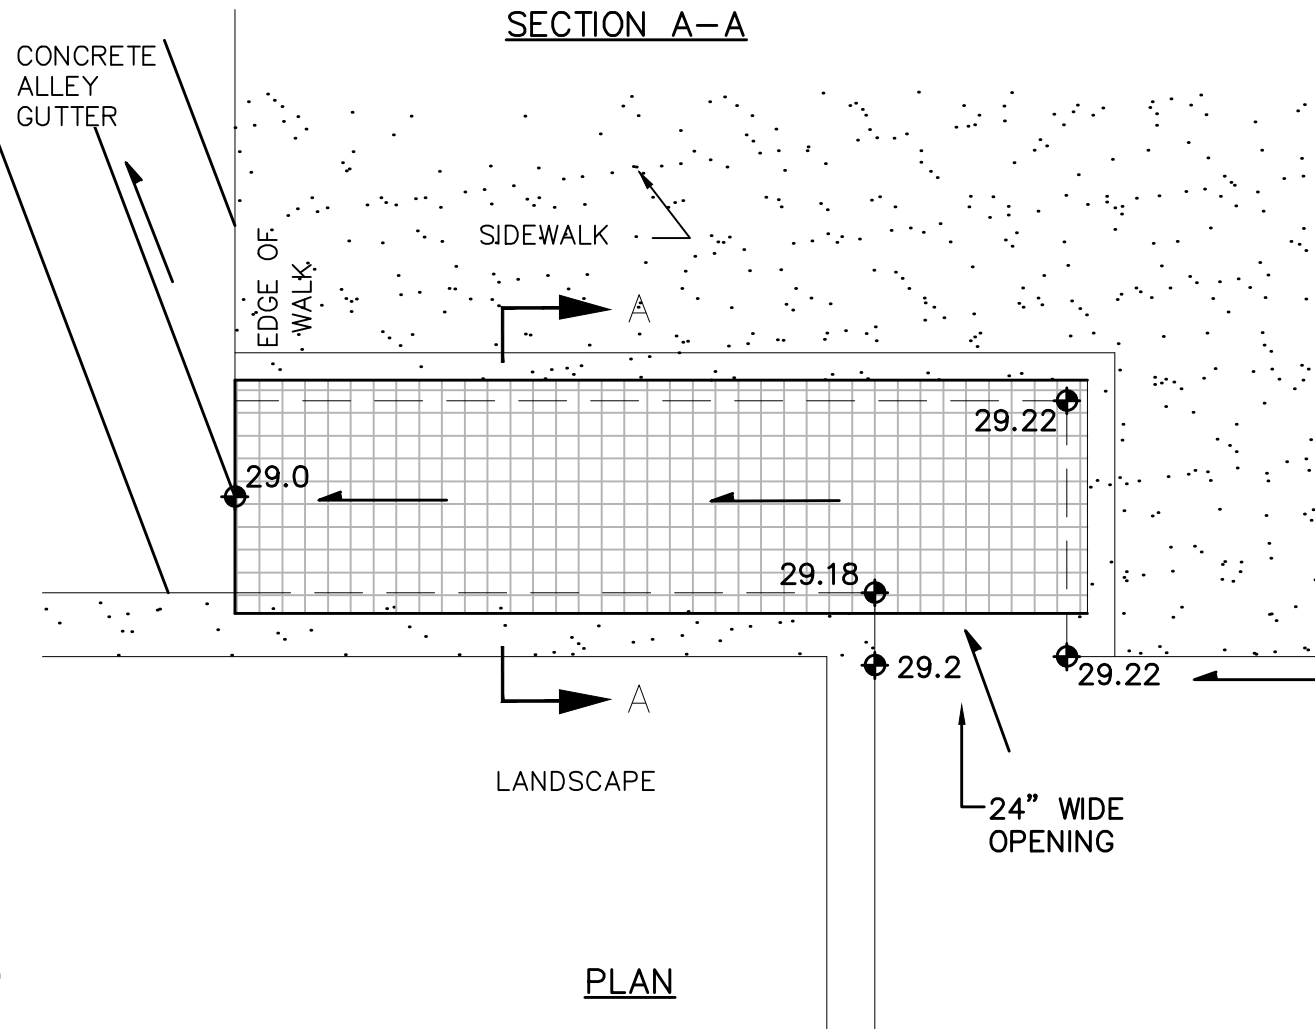 SECTION A-A
CONCRETE
ALLEY
GUTTER
SIDEWALK
EDGE OF
WALK
A
29.22
29.0
29.18
29.2
29.22
A
LANDSCAPE
24" WIDE
OPENING
PLAN